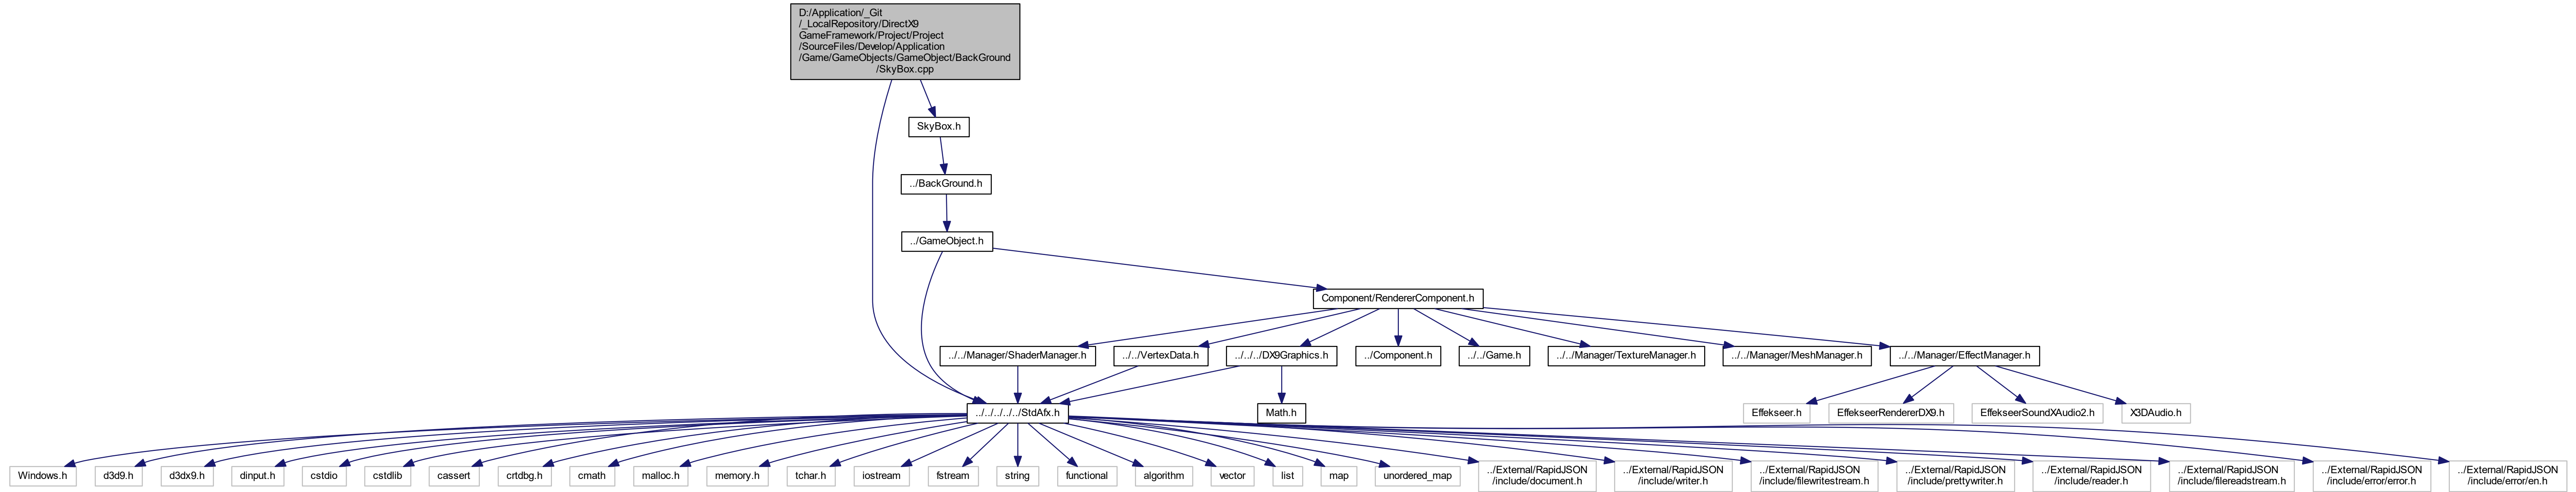 D:/Application/_Git
/_LocalRepository/DirectX9
GameFramework/Project/Project
/SourceFiles/Develop/Application
/Game/GameObjects/GameObject/BackGround
/SkyBox.cpp
SkyBox.h
../BackGround.h
../GameObject.h
Component/RendererComponent.h
../../Manager/ShaderManager.h
../../VertexData.h
../../../DX9Graphics.h
../Component.h
../../Game.h
../../Manager/TextureManager.h
../../Manager/MeshManager.h
../../Manager/EffectManager.h
../../../../../StdAfx.h
Math.h
Effekseer.h
EffekseerRendererDX9.h
EffekseerSoundXAudio2.h
X3DAudio.h
Windows.h
d3d9.h
d3dx9.h
dinput.h
cstdio
cstdlib
cassert
crtdbg.h
cmath
malloc.h
memory.h
tchar.h
iostream
fstream
string
functional
algorithm
vector
list
map
unordered_map
../External/RapidJSON
/include/document.h
../External/RapidJSON
/include/writer.h
../External/RapidJSON
/include/filewritestream.h
../External/RapidJSON
/include/prettywriter.h
../External/RapidJSON
/include/reader.h
../External/RapidJSON
/include/filereadstream.h
../External/RapidJSON
/include/error/error.h
../External/RapidJSON
/include/error/en.h